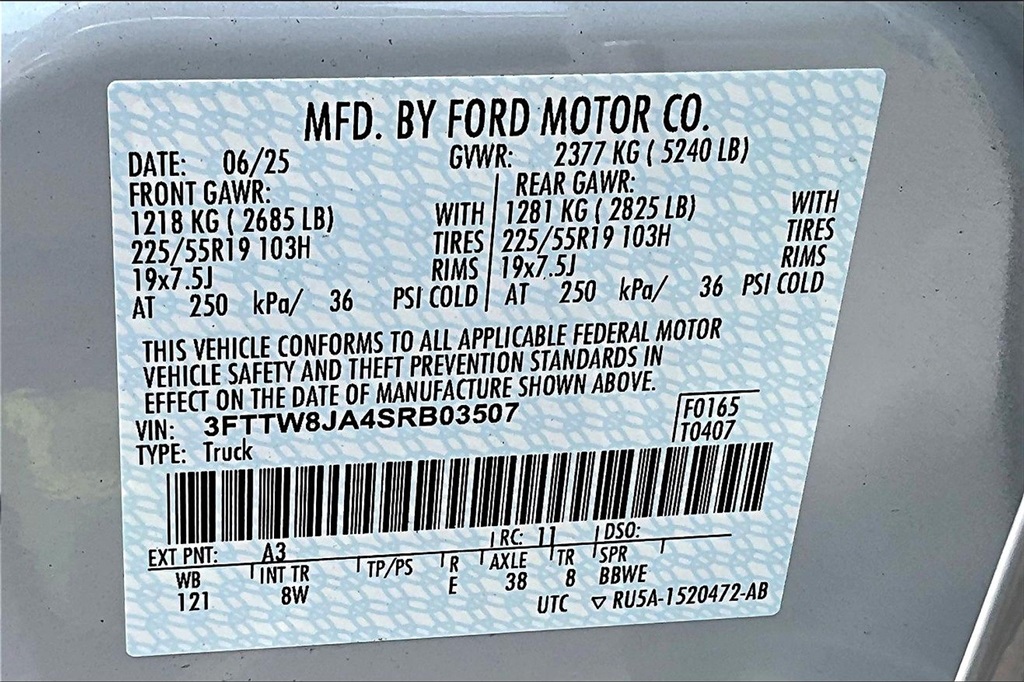 MFD. BY FORD MOTOR CO.
DATE: 06/25 GVWR: 2377 KG ( 5240 LB)
FRONT GAWR: REAR GAWR:
1218 KG ( 2685 LB) WITH 1281 KG ( 2825 LB) WITH
225/55R19 103H TIRES 225/55R19 103H TIRES
19x7.5J RIMS 19x7.5J RIMS
AT 250 kPa/ 36 PSI COLD AT 250 kPa/ 36 PSI COLD
THIS VEHICLE CONFORMS TO ALL APPLICABLE FEDERAL MOTOR
VEHICLE SAFETY AND THEFT PREVENTION STANDARDS IN
EFFECT ON THE DATE OF MANUFACTURE SHOWN ABOVE.
VIN: 3FTTW8JA4SRB03507 F0165
TYPE: Truck T0407
EXT PNT: A3 RC: 11 DSO:
WB INT TR TP/PS R AXLE TR SPR
121 8W E 38 8 BBWE
UTC ▽ RU5A-1520472-AB